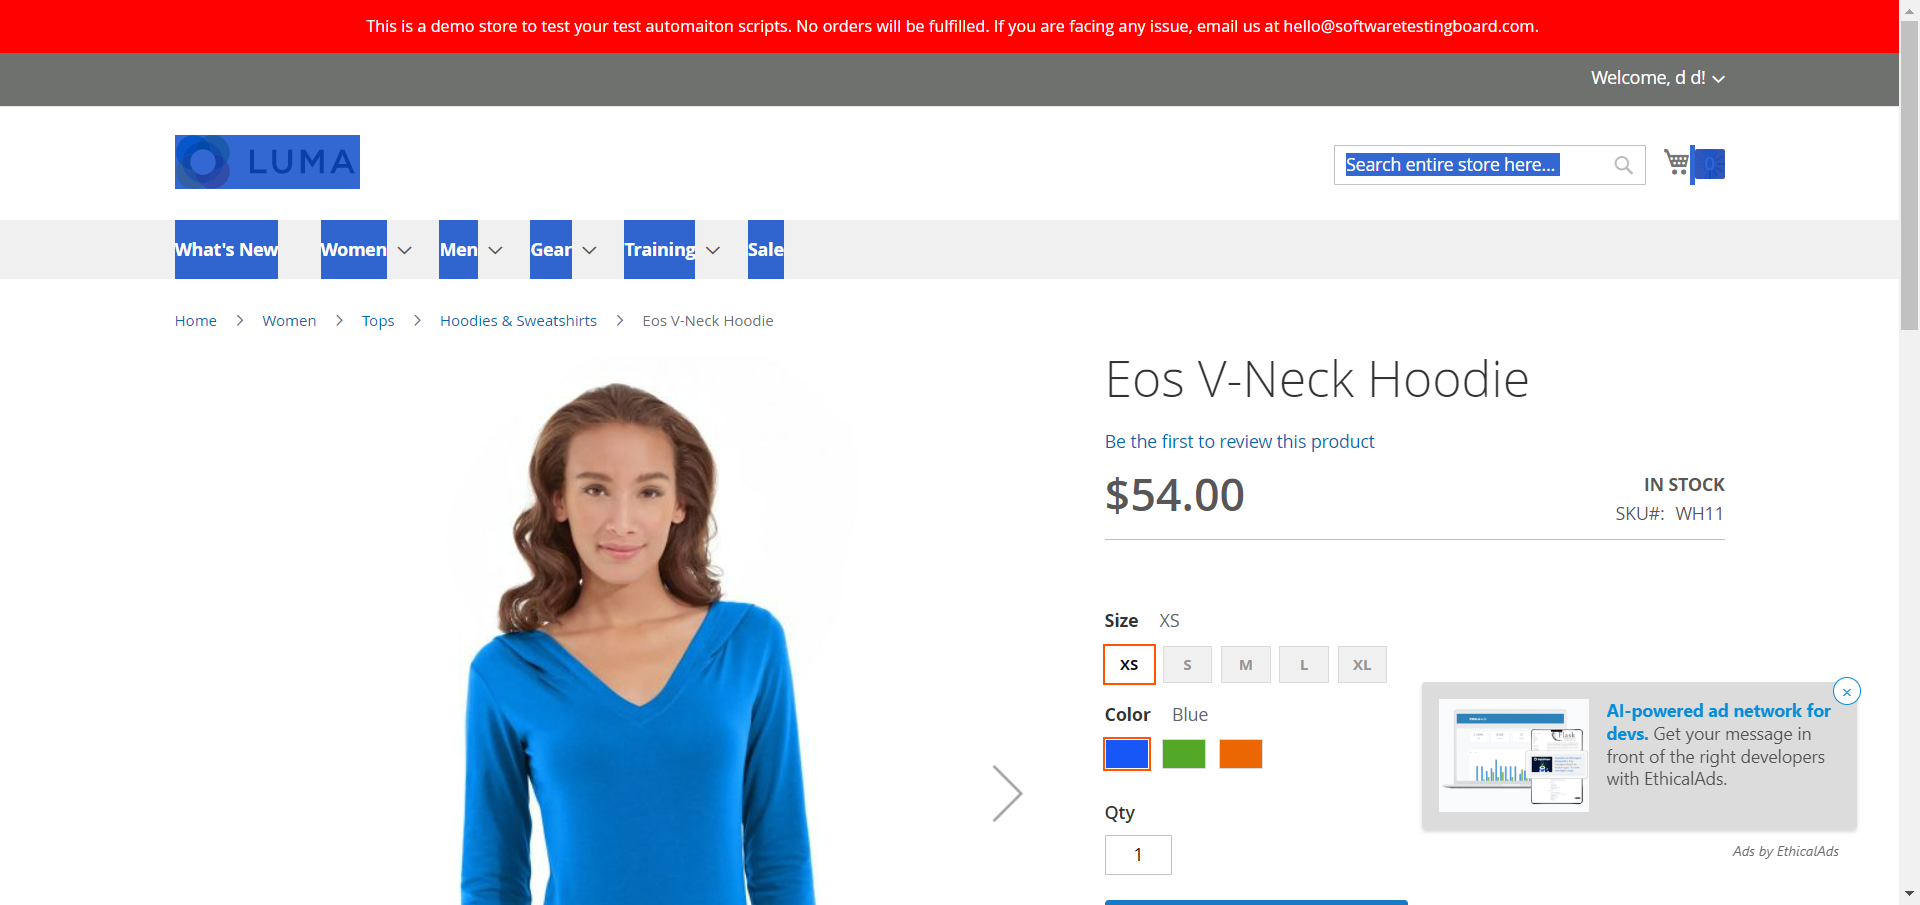 This is a demo store to test your test automaiton scripts. No orders will be fulfilled. If you are facing any issue, email us at hello@softwaretestingboard.com.
Welcome, d d!
LUMA
Search entire store here...
0
What's New Women Men Gear Training Sale
Home Women Tops Hoodies & Sweatshirts Eos V-Neck Hoodie
Eos V-Neck Hoodie
Be the first to review this product
$54.00
IN STOCK
SKU#: WH11
Size XS
XS S M L XL
Color Blue
Qty
1
AI-powered ad network for
devs. Get your message in
front of the right developers
with EthicalAds.
Ads by EthicalAds